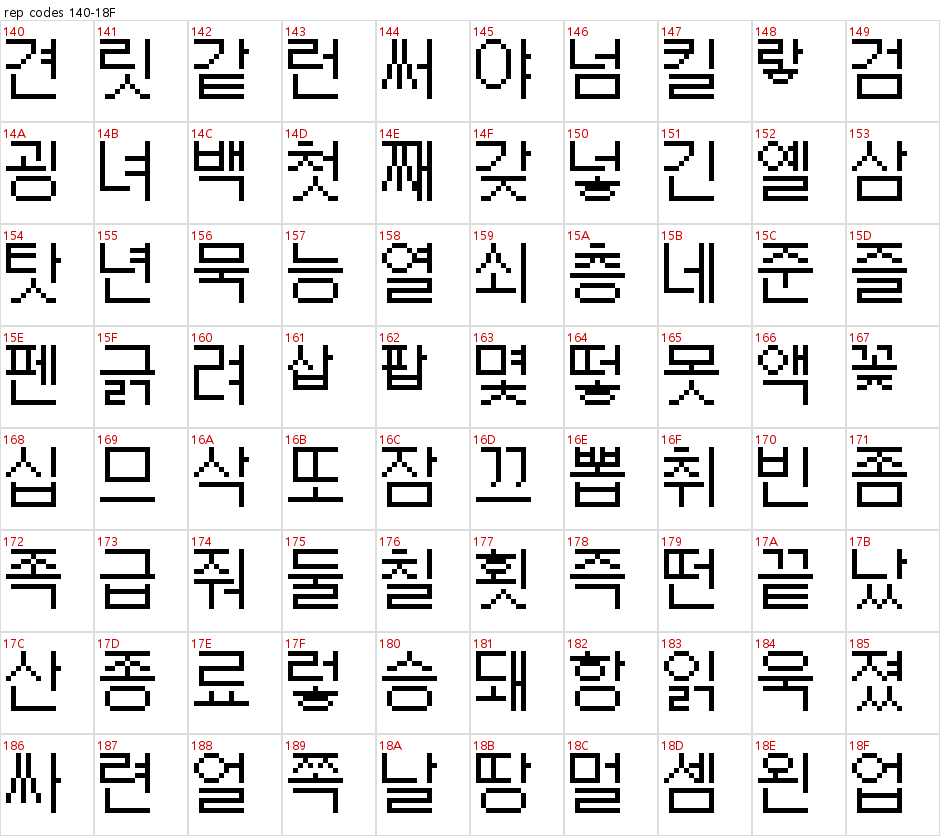 rep codes 140-18F
140 141 142 143 144 145 146 147 148 149
견 릿 같 런 써 야 넘 킬 랗 검
14A 14B 14C 14D 14E 14F 150 151 152 153
굉 녀 백 첫 째 갖 넣 긴 옐 삼
154 155 156 157 158 159 15A 15B 15C 15D
탓 년 묵 능 열 쇠 층 네 준 즐
15E 15F 160 161 162 163 164 165 166 167
펜 긁 려 삽 팝 몇 떻 못 액 꽃
168 169 16A 16B 16C 16D 16E 16F 170 171
십 므 삭 또 잠 끄 뽑 취 빈 좀
172 173 174 175 176 177 178 179 17A 17B
족 급 줘 둘 칠 횟 즉 떤 끝 났
17C 17D 17E 17F 180 181 182 183 184 185
산 종 료 렇 승 돼 함 읽 욱 졌
186 187 188 189 18A 18B 18C 18D 18E 18F
싸 련 얼 쪽 날 땅 멀 셈 왼 업